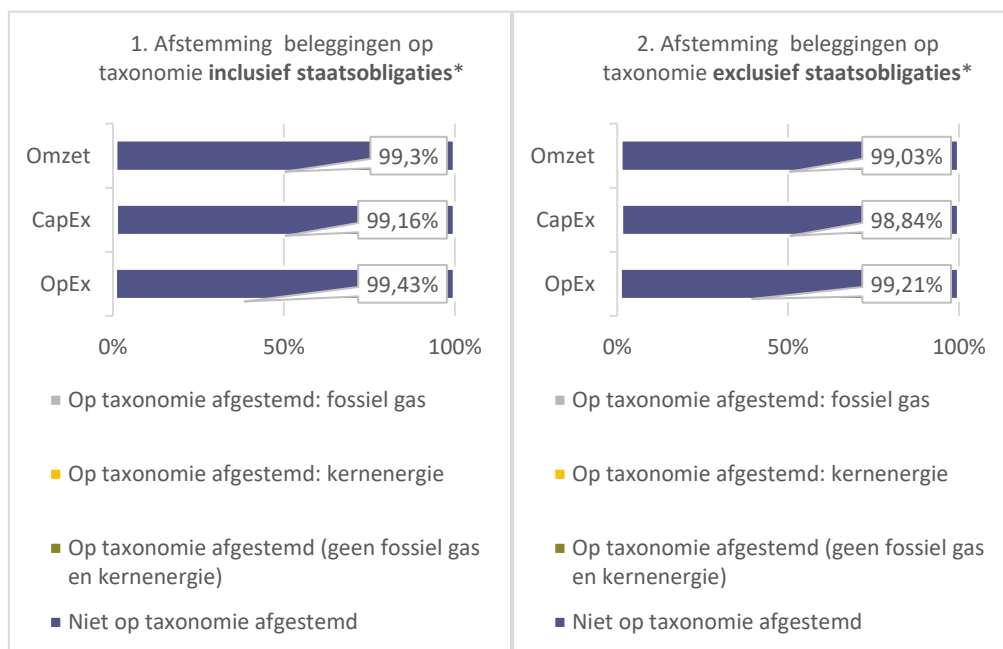 1. Afstemming beleggingen op
taxonomie inclusief staatsobligaties*
Omzet
99,3%
CapEx
99,16%
OpEx
99,43%
0%
50%
100%
Op taxonomie afgestemd: fossiel gas
Op taxonomie afgestemd: kernenergie
Op taxonomie afgestemd (geen fossiel gas
en kernenergie)
Niet op taxonomie afgestemd
2. Afstemming beleggingen op
taxonomie exclusief staatsobligaties*
Omzet
99,03%
CapEx
98,84%
OpEx
99,21%
0%
50%
100%
Op taxonomie afgestemd: fossiel gas
Op taxonomie afgestemd: kernenergie
Op taxonomie afgestemd (geen fossiel gas
en kernenergie)
Niet op taxonomie afgestemd